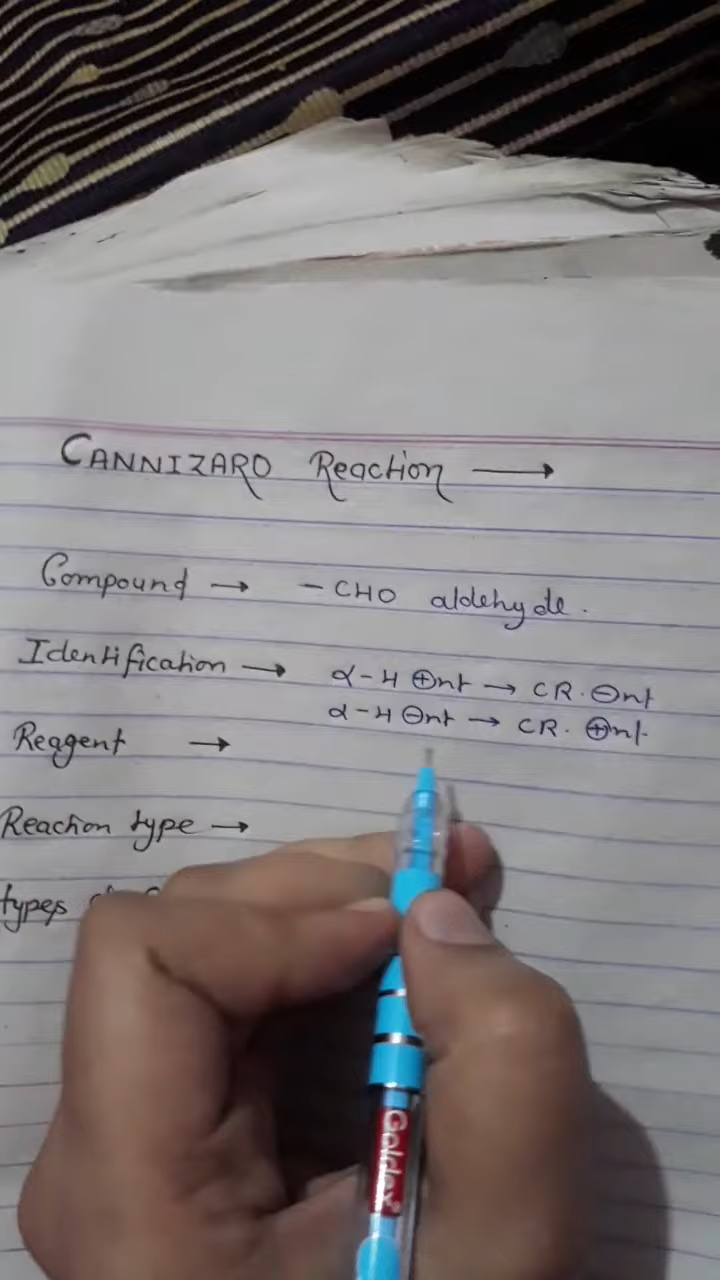 CANNIZARO Reaction →
Compound → - CHO aldehyde.
Identification → α-H ⊕nt → CR. ⊖nt
α-H ⊖nt → CR. ⊕nt
Reagent →
Reaction type →
types
Goldex